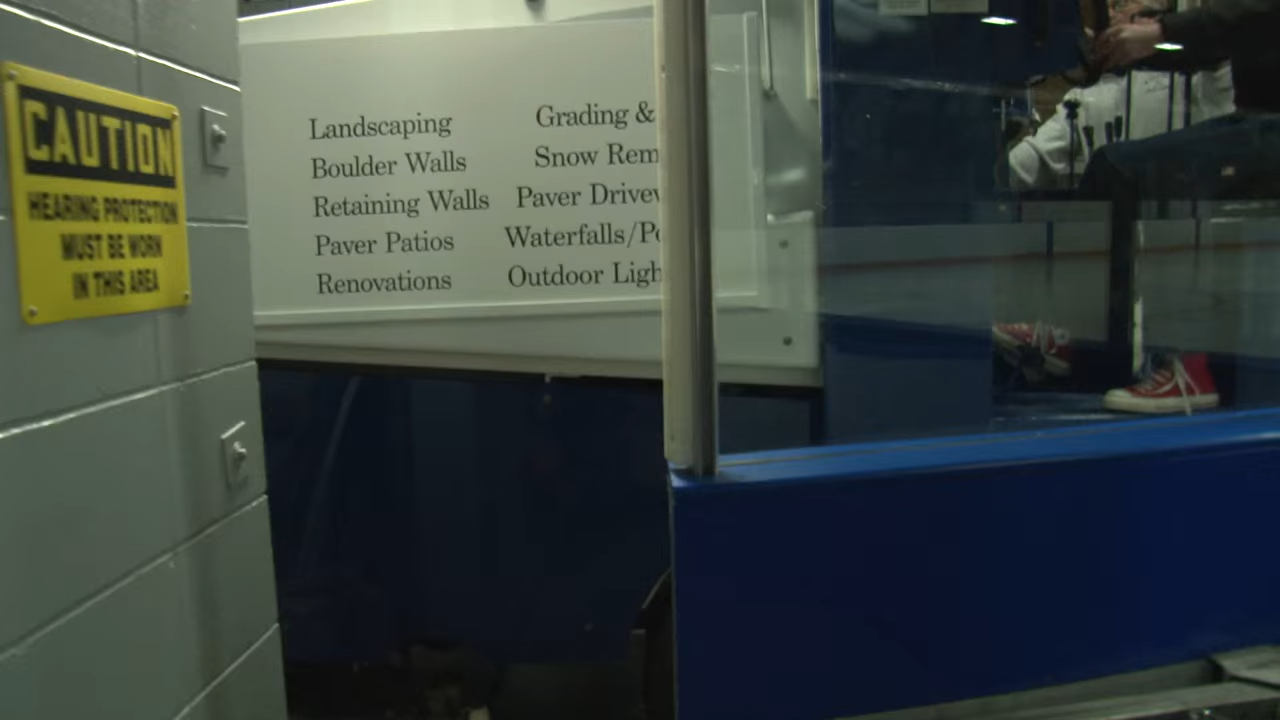 CAUTION
HEARING PROTECTION
MUST BE WORN
IN THIS AREA
Landscaping
Boulder Walls
Retaining Walls
Paver Patios
Renovations
Grading &
Snow Rem
Paver Drivew
Waterfalls/Po
Outdoor Ligh